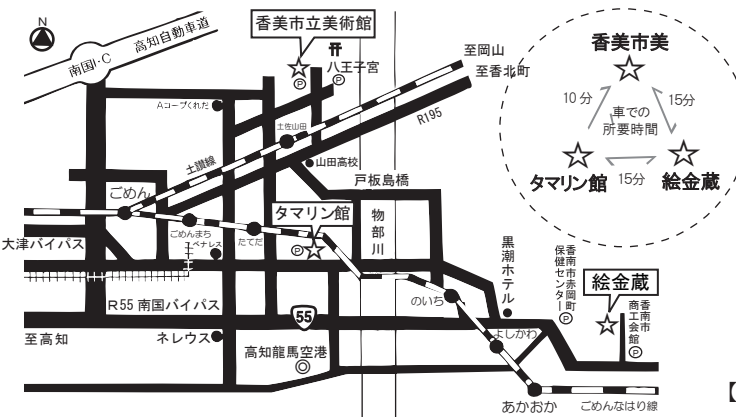 N
南国I・C
高知自動車道
香美市立美術館
八王子宮
P
P
至岡山
至香北町
R195
Aコープくれだ
土佐山田
土讃線
山田高校
戸板島橋
ごめん
タマリン館
P
物部川
大津バイパス
ごめんまち
ベナレス
たてだ
R55 南国バイパス
55
のいち
黒潮ホテル
香南市赤岡町
保健センター
P
絵金蔵
香南市
商工会館
P
至高知
ネレウス
高知龍馬空港
よしかわ
あかおか
ごめんなはり線
香美市美
10分
15分
車での
所要時間
タマリン館
15分
絵金蔵
【